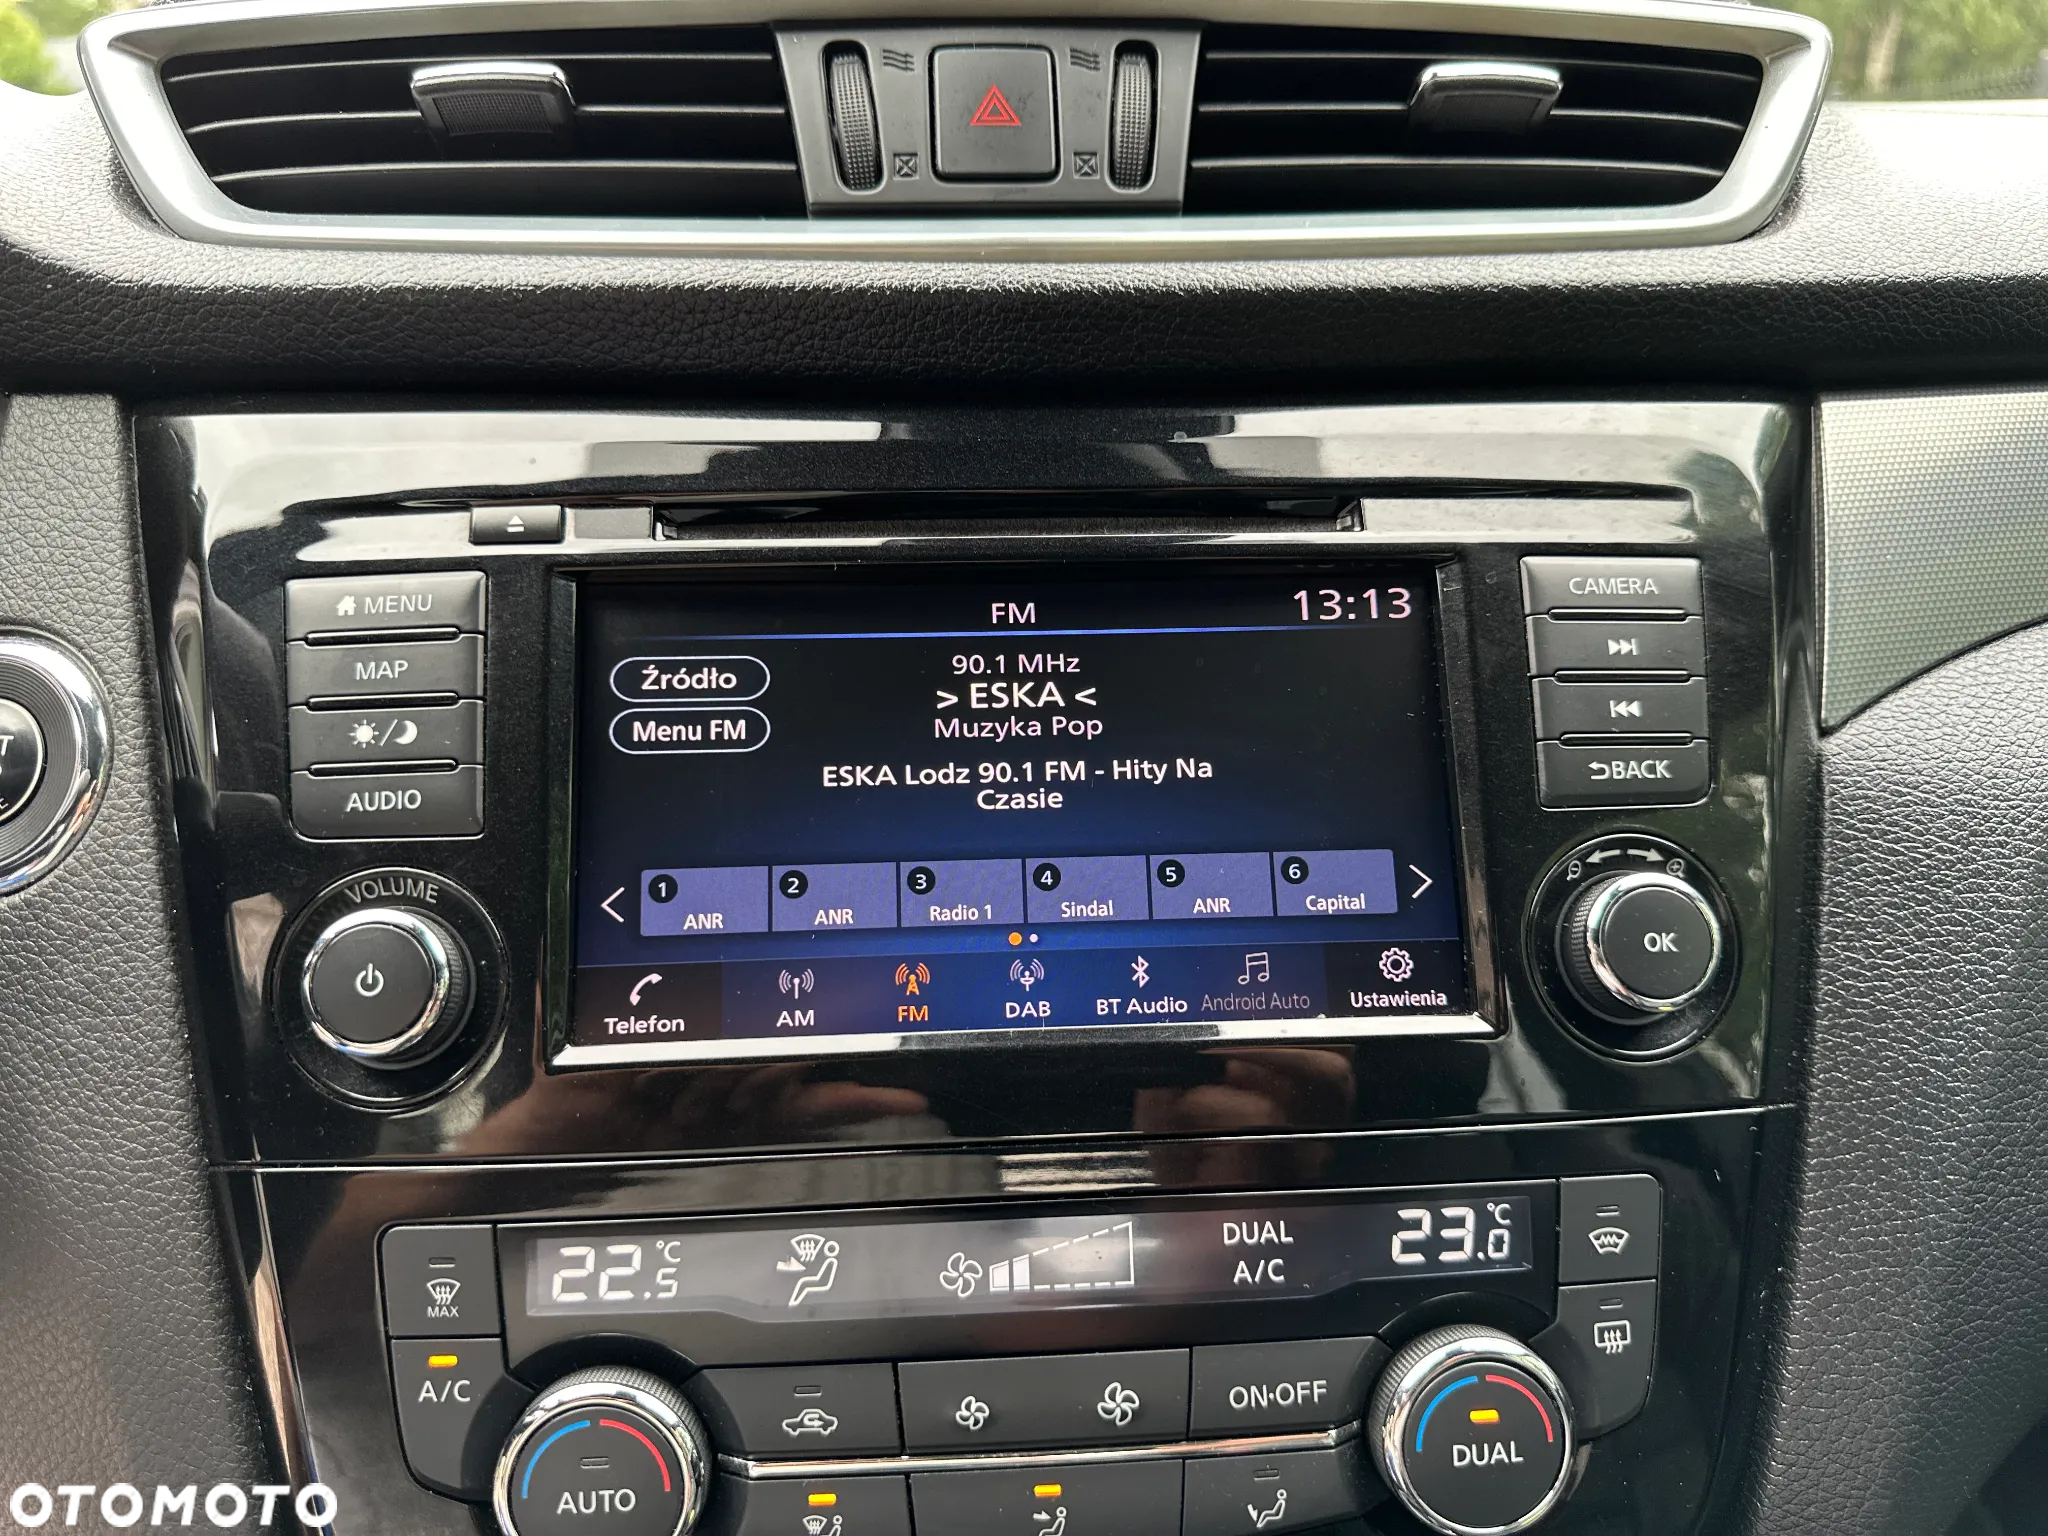 MENU
MAP
AUDIO
VOLUME
FM
13:13
Źródło
Menu FM
90.1 MHz
> ESKA <
Muzyka Pop
ESKA Lodz 90.1 FM - Hity Na
Czasie
1 ANR
2 ANR
3 Radio 1
4 Sindal
5 ANR
6 Capital
Telefon
AM
FM
DAB
BT Audio
Android Auto
Ustawienia
CAMERA
BACK
OK
MAX
22.5 °C
DUAL
A/C
23.0 °C
A/C
AUTO
ON·OFF
DUAL
OTOMOTO